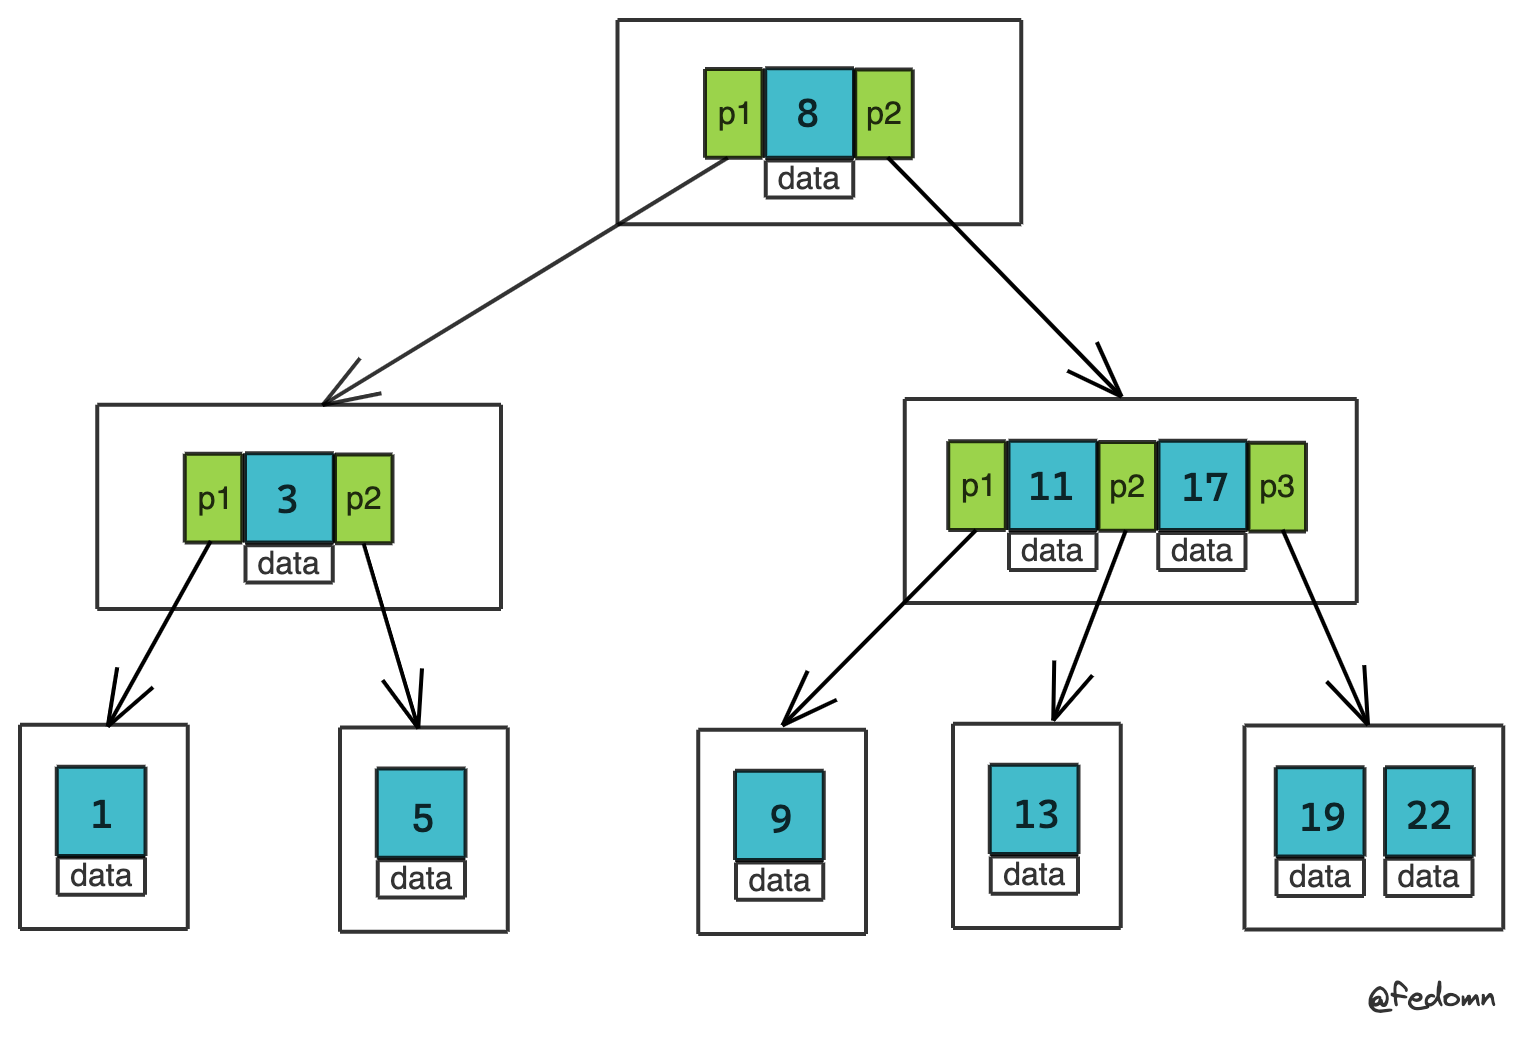 p1 8 p2
data
p1 3 p2
data
p1 11 p2 17 p3
data data
1
data
5
data
9
data
13
data
19 22
data data
@fedomn